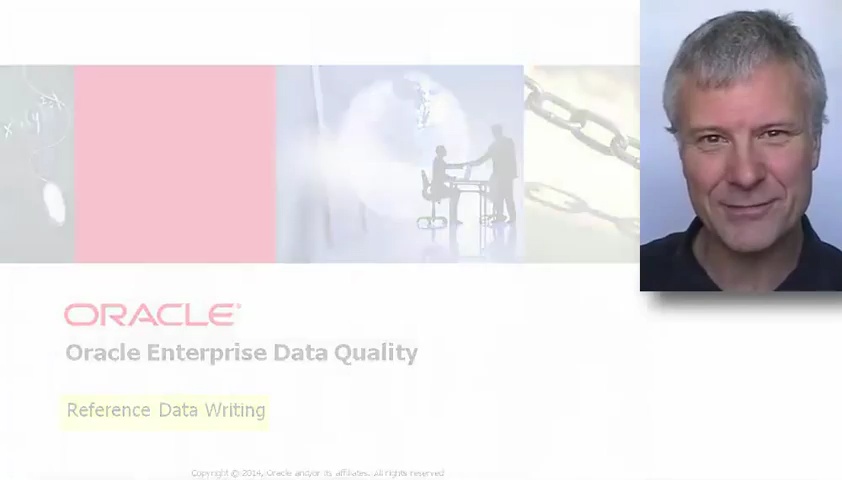 ORACLE
Oracle Enterprise Data Quality
Reference Data Writing
Copyright © 2014, Oracle and/or its affiliates. All rights reserved